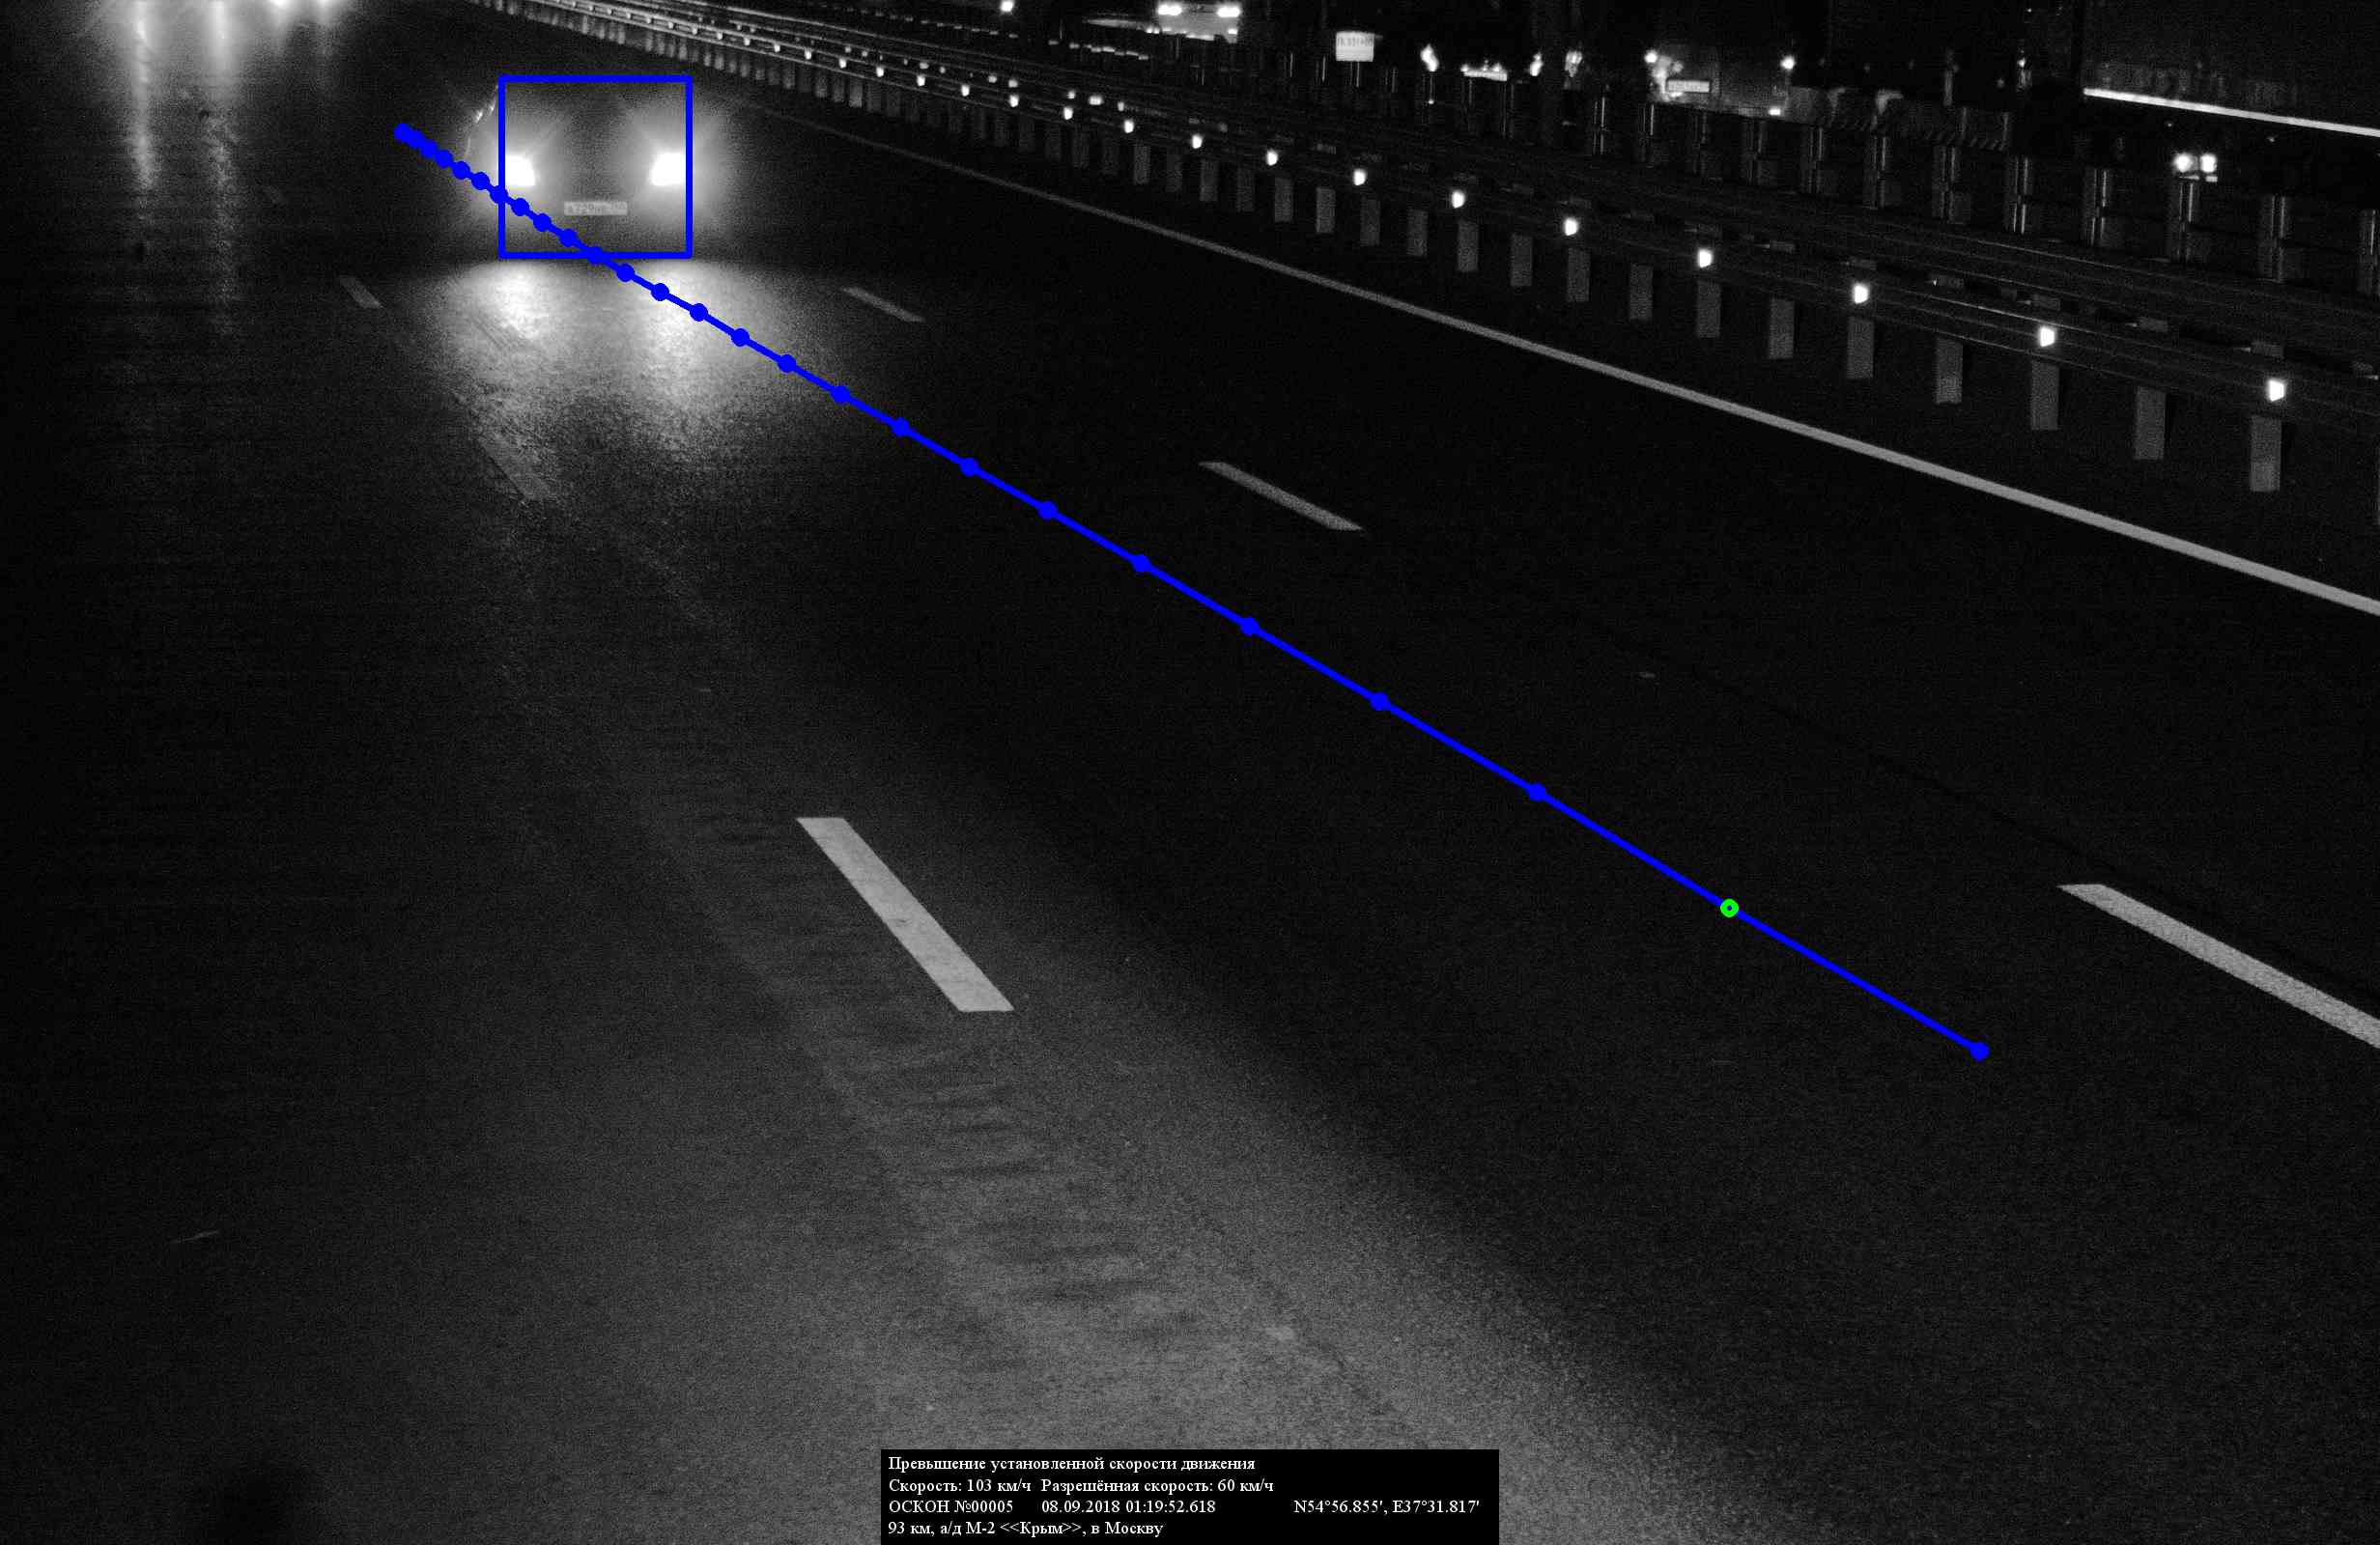 Превышение установленной скорости движения
Скорость: 103 км/ч Разрешённая скорость: 60 км/ч
ОСКОН №00005 08.09.2018 01:19:52.618 N54°56.855', E37°31.817'
93 км, а/д М-2 <<Крым>>, в Москву